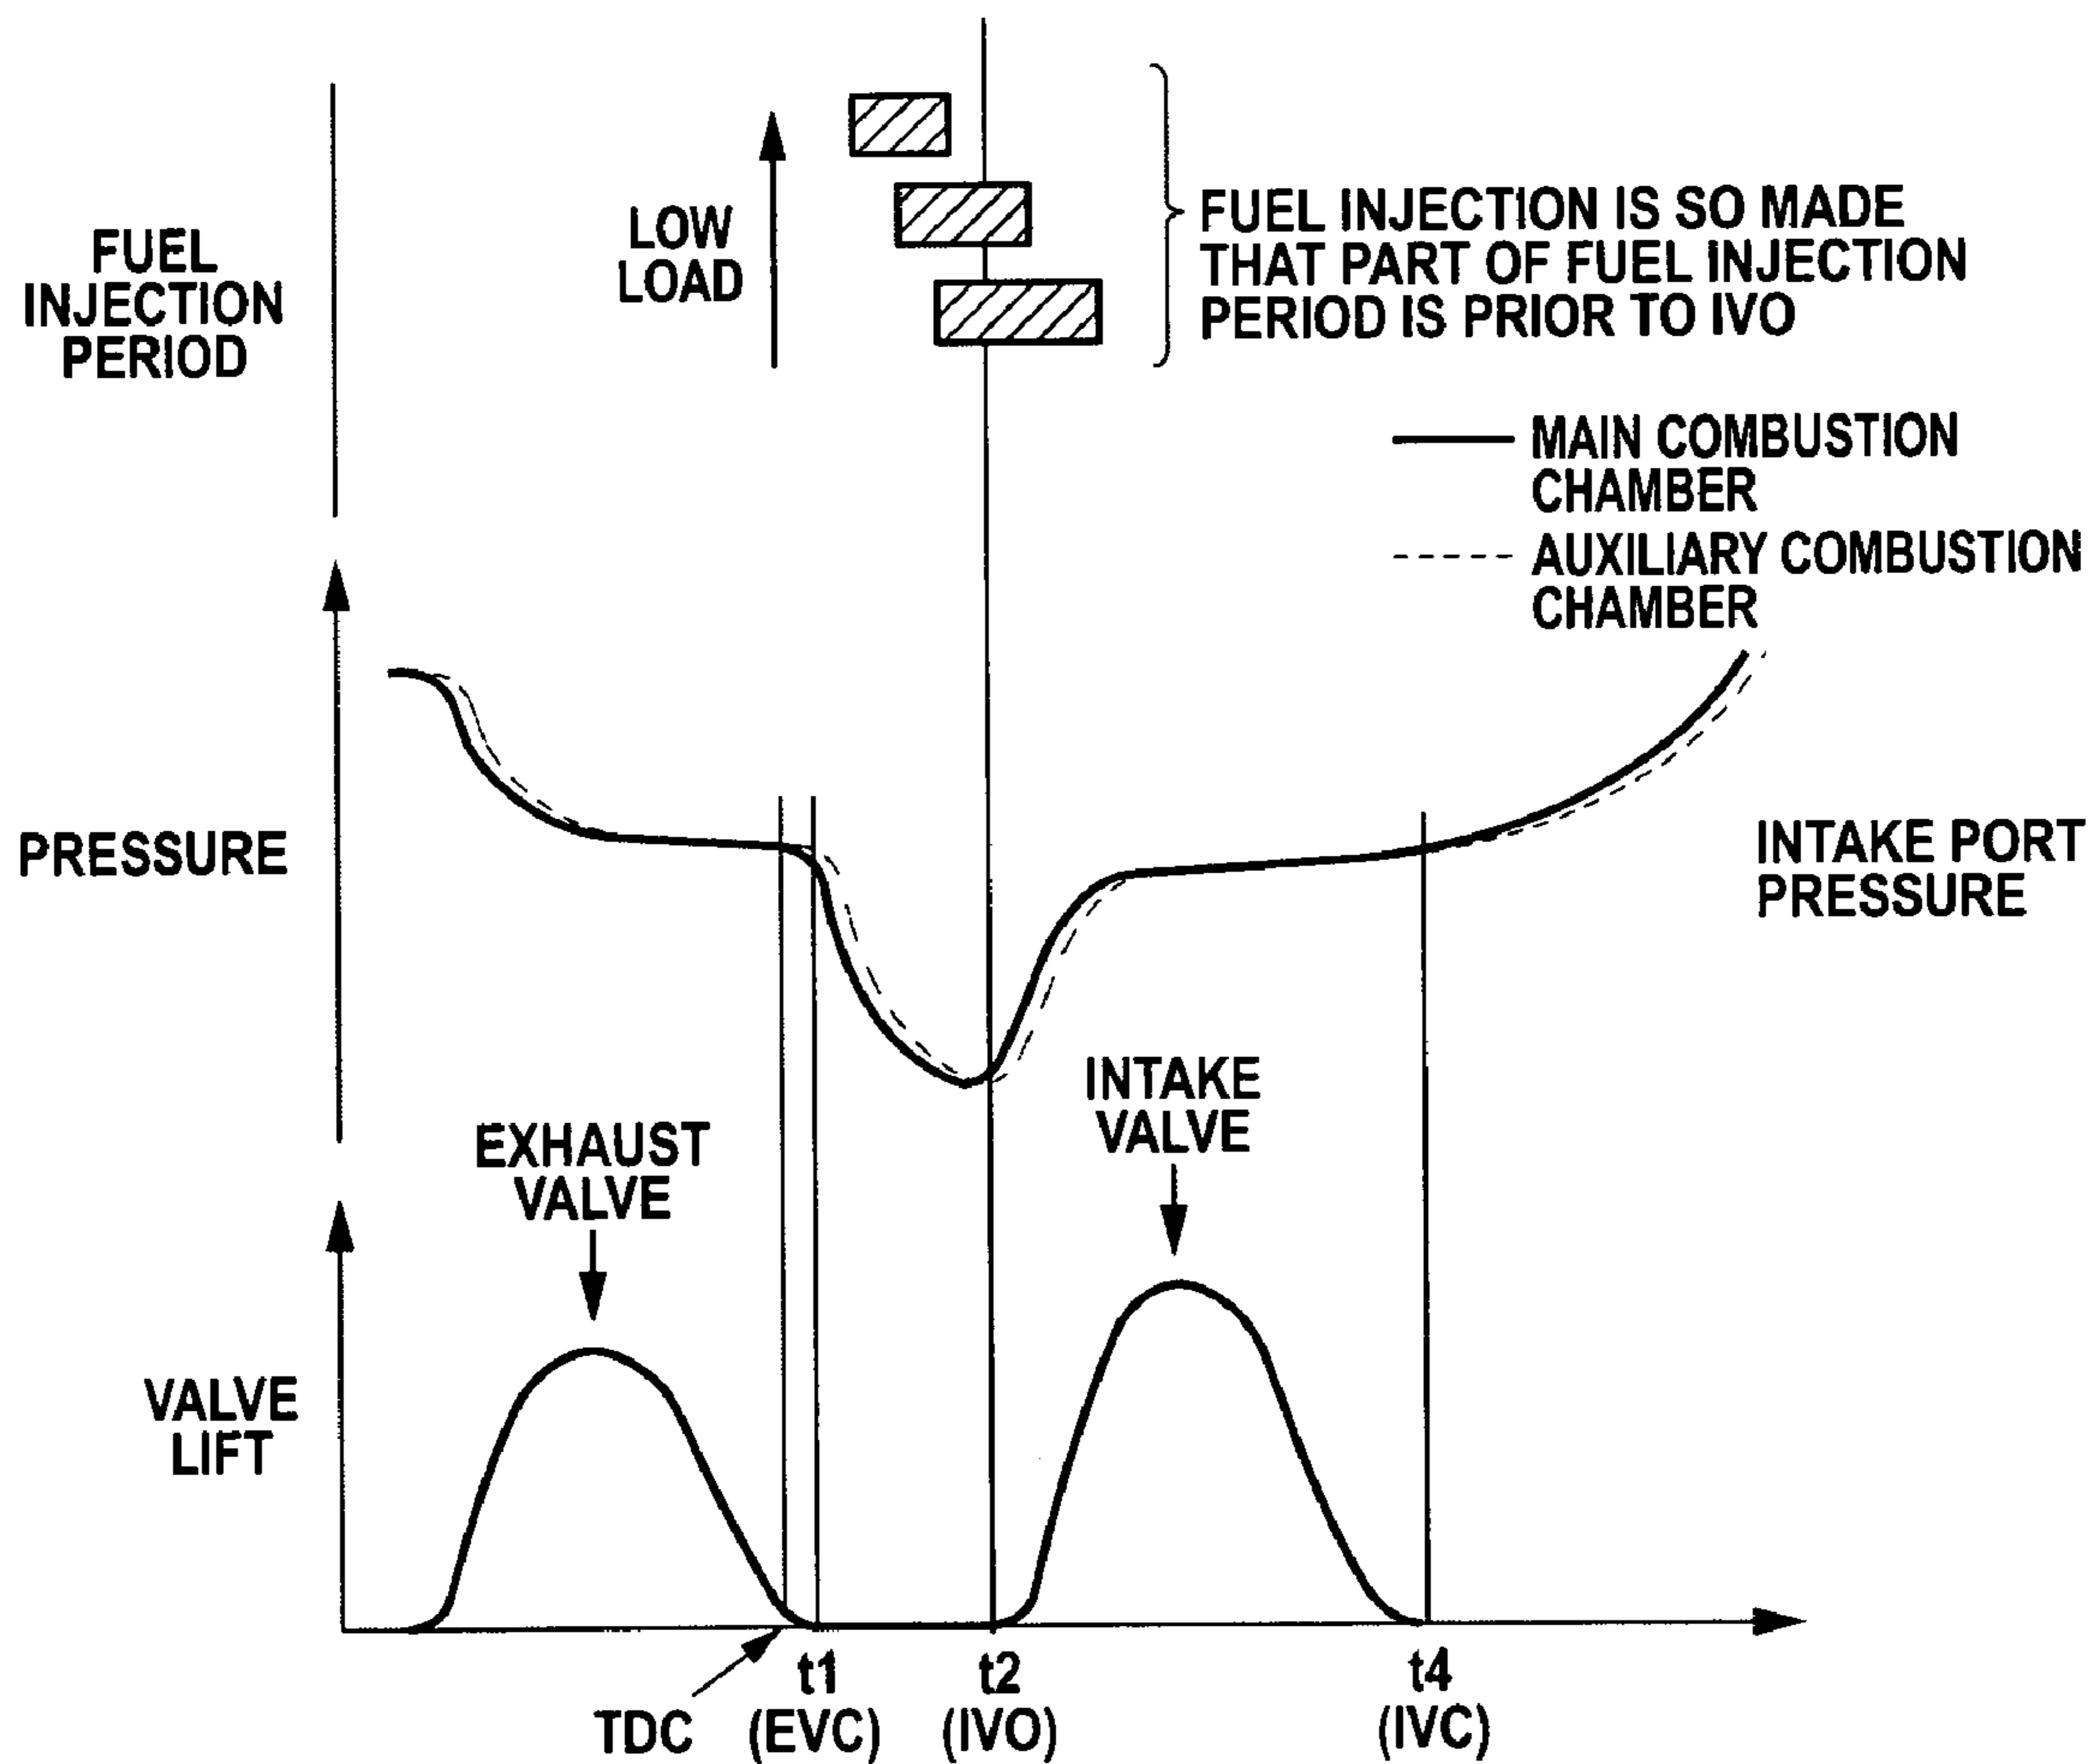 FUEL
INJECTION
PERIOD
LOW
LOAD
FUEL INJECTION IS SO MADE
THAT PART OF FUEL INJECTION
PERIOD IS PRIOR TO IVO
MAIN COMBUSTION
CHAMBER
AUXILIARY COMBUSTION
CHAMBER
PRESSURE
INTAKE PORT
PRESSURE
EXHAUST
VALVE
INTAKE
VALVE
VALVE
LIFT
TDC
t1
(EVC)
t2
(IVO)
t4
(IVC)